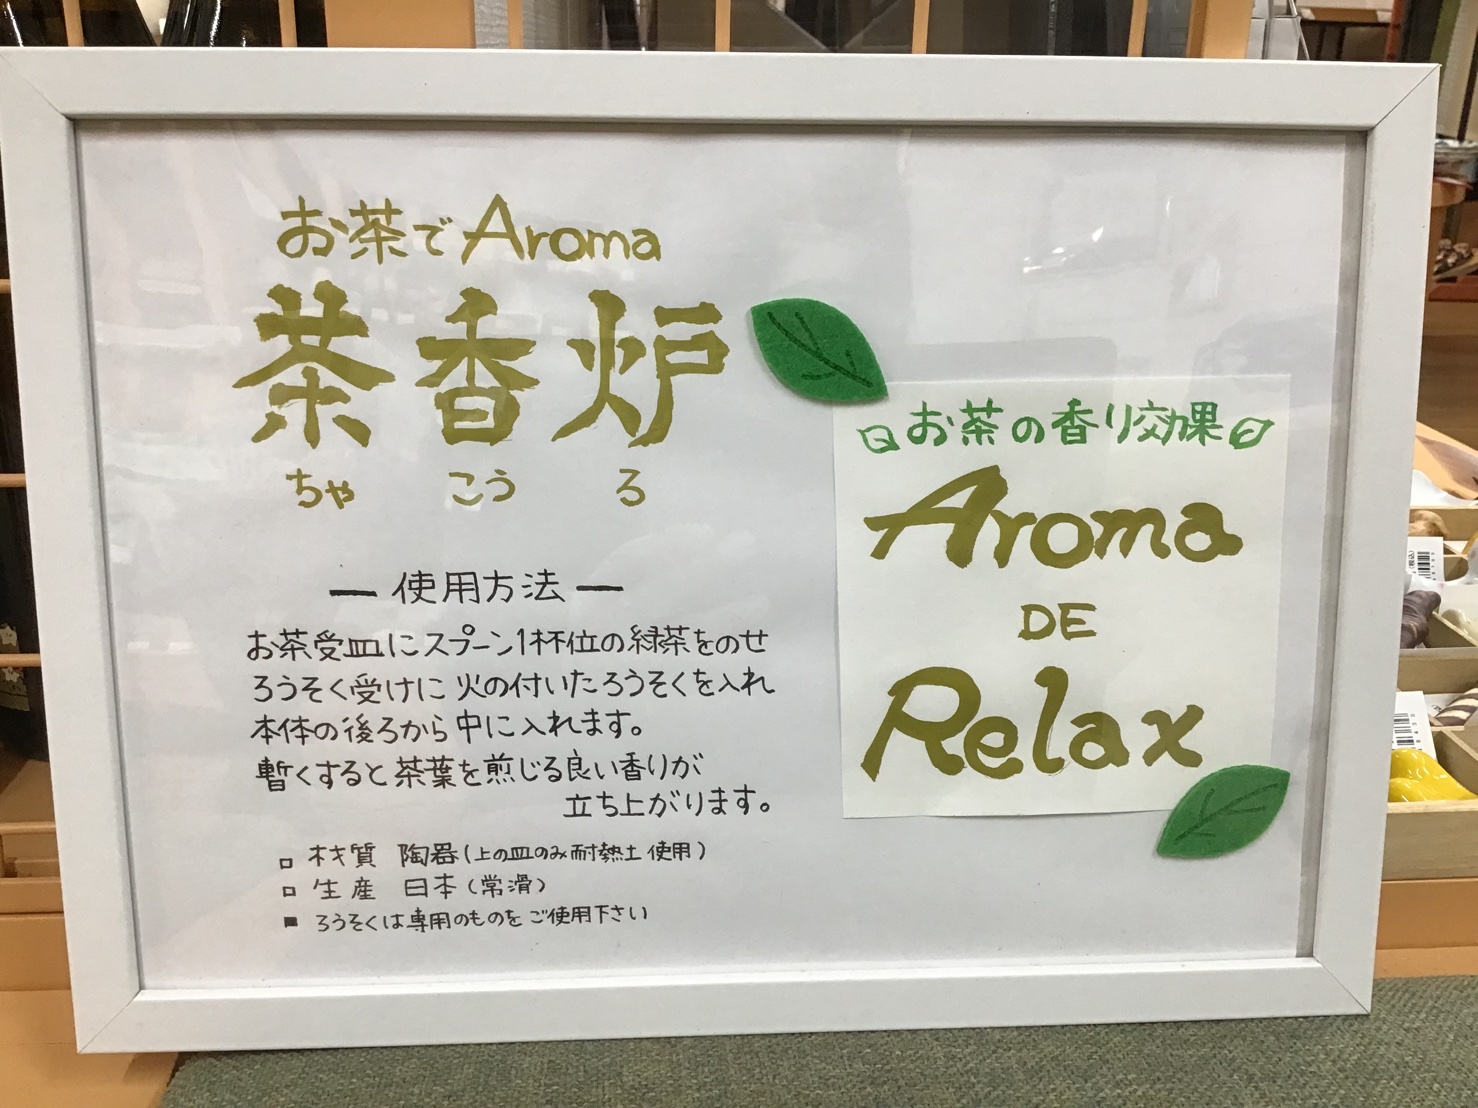 お茶でAroma
茶香炉
ちゃ こう ろ
― 使用方法 ―
お茶受皿にスプーン1杯位の緑茶をのせ
ろうそく受けに火の付いたろうそくを入れ
本体の後ろから中に入れます。
暫くすると茶葉を煎じる良い香りが
立ち上がります。
□ 材質 陶器(上の皿のみ耐熱土使用)
□ 生産 日本(常滑)
■ ろうそくは専用のものをご使用下さい
お茶の香り効果
Aroma
DE
Relax